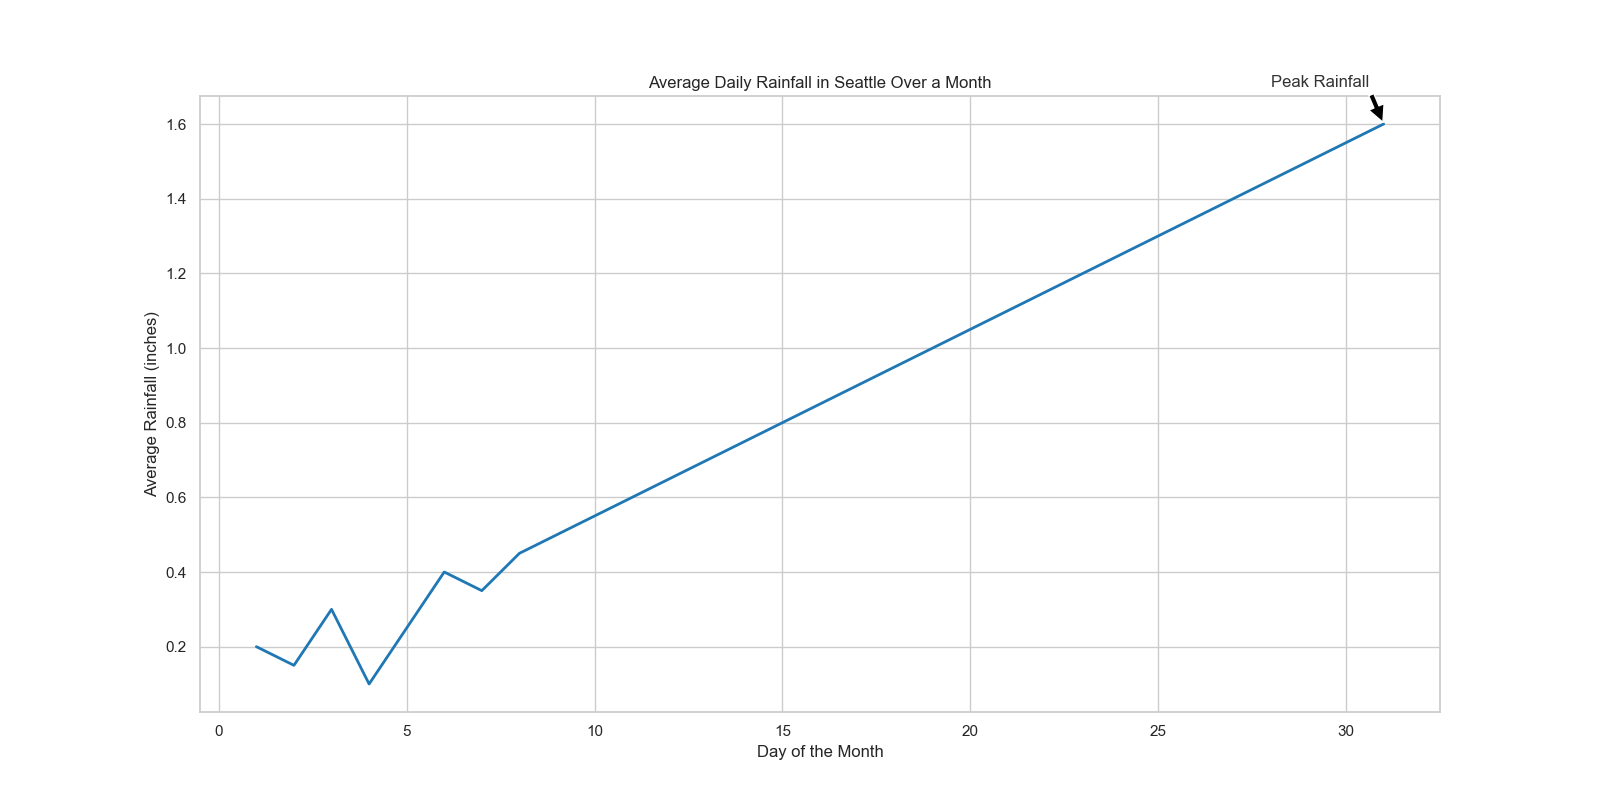 Average Daily Rainfall in Seattle Over a Month
Peak Rainfall
1.6
1.4
1.2
1.0
0.8
0.6
0.4
0.2
Average Rainfall (inches)
0 5 10 15 20 25 30
Day of the Month